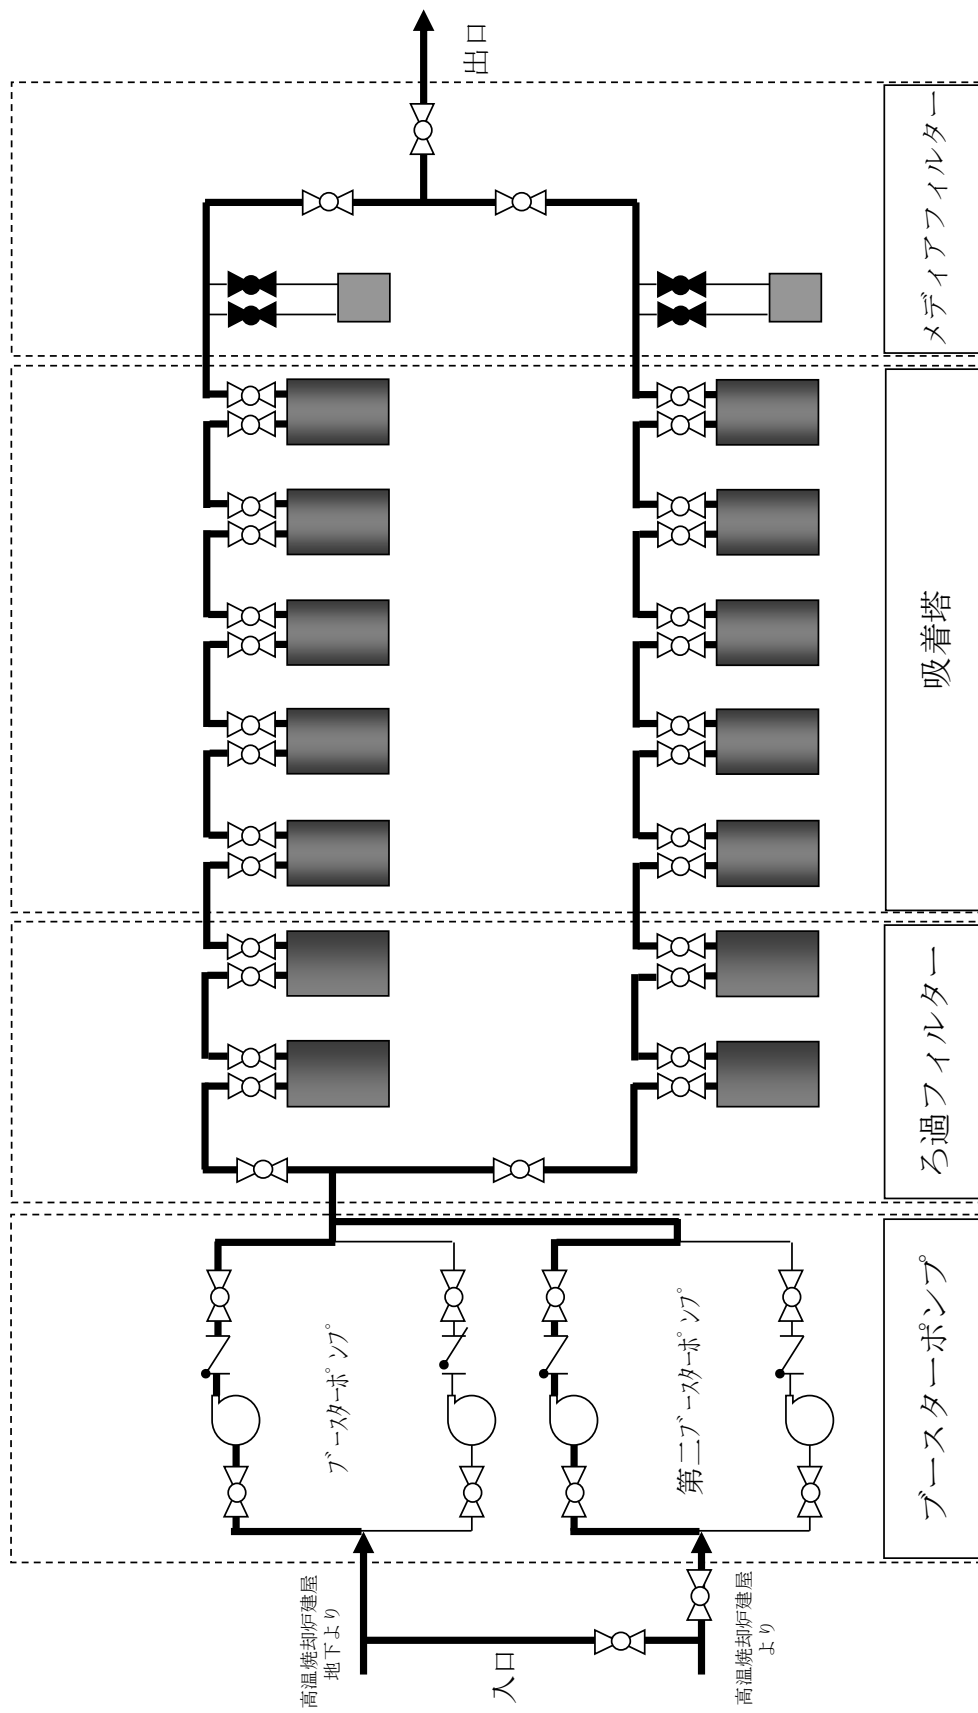 出口
メディアフィルター
吸着塔
ろ過フィルター
ブースターポンプ
ブースターポンプ
第二ブースターポンプ
高温焼却炉建屋
地下より
入口
高温焼却炉建屋
より